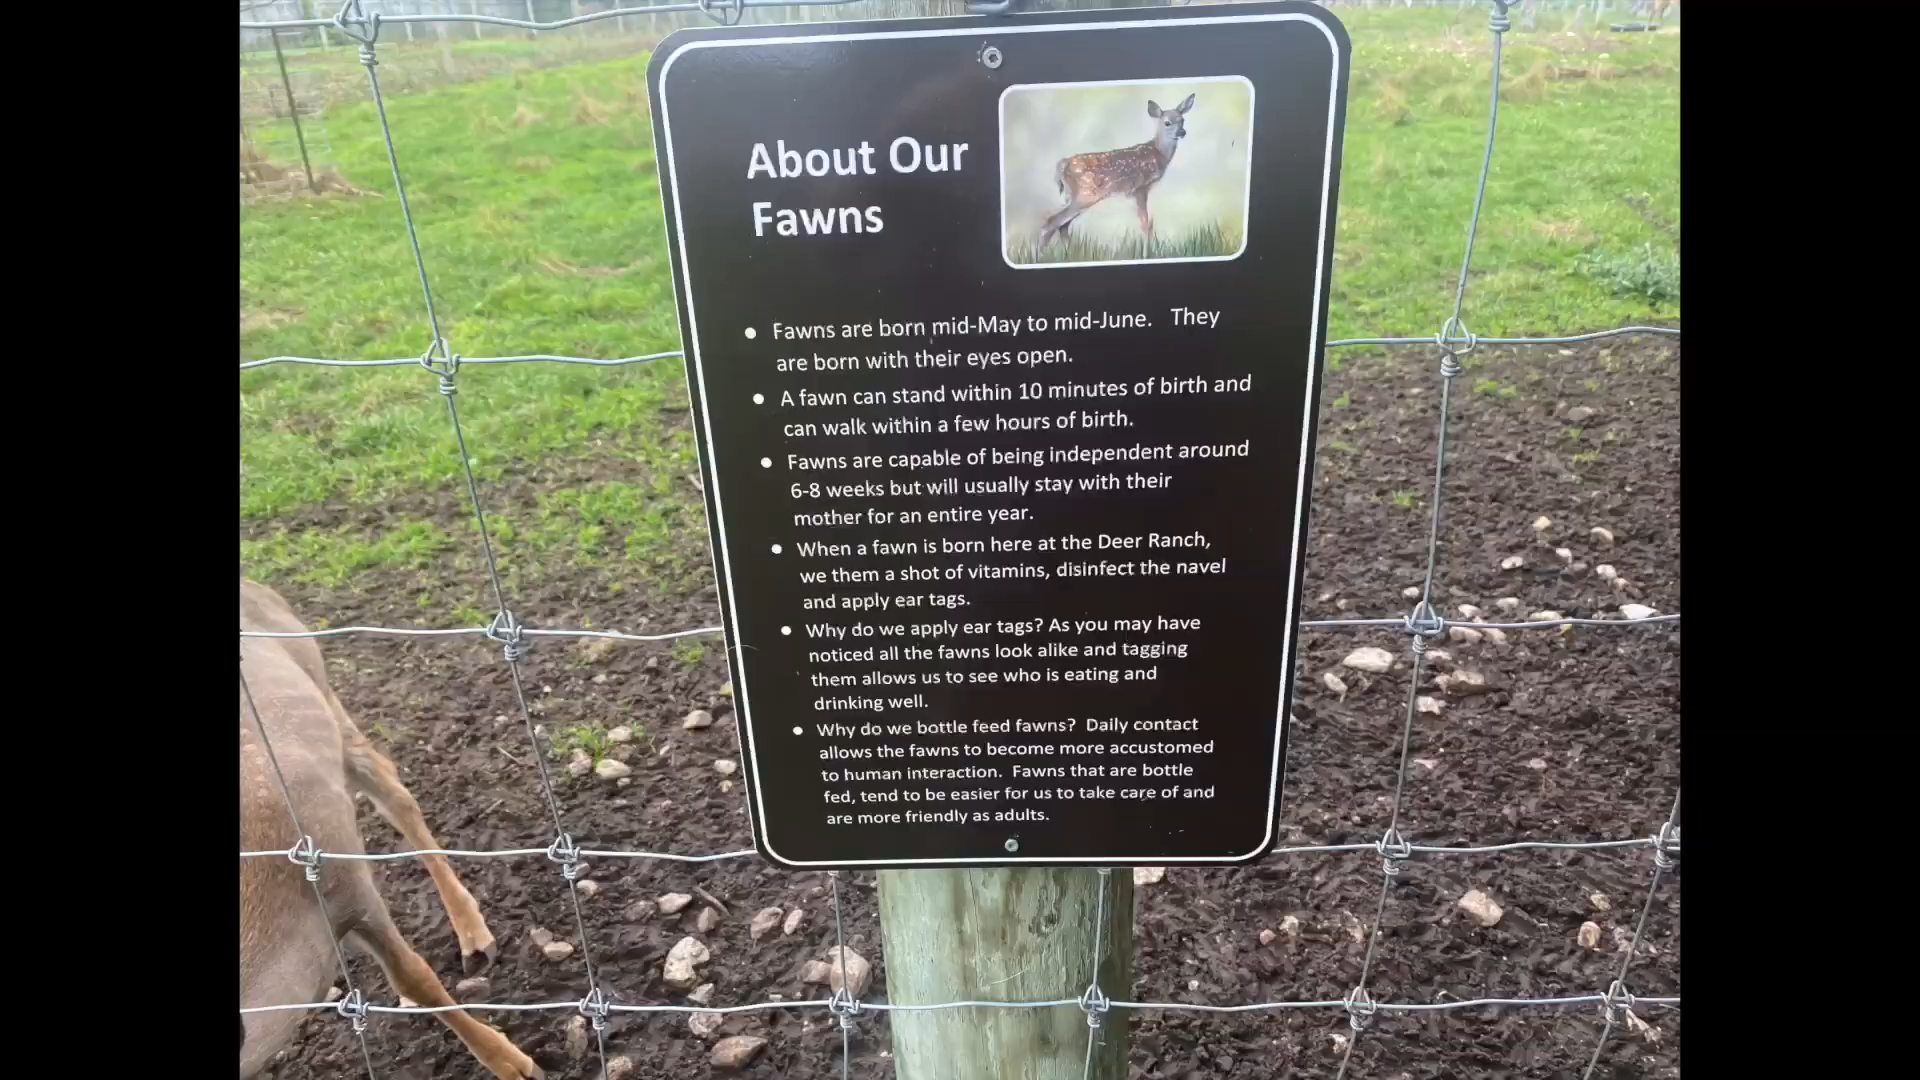 About Our
Fawns
• Fawns are born mid-May to mid-June. They
are born with their eyes open.
• A fawn can stand within 10 minutes of birth and
can walk within a few hours of birth.
• Fawns are capable of being independent around
6-8 weeks but will usually stay with their
mother for an entire year.
• When a fawn is born here at the Deer Ranch,
we them a shot of vitamins, disinfect the navel
and apply ear tags.
• Why do we apply ear tags? As you may have
noticed all the fawns look alike and tagging
them allows us to see who is eating and
drinking well.
• Why do we bottle feed fawns? Daily contact
allows the fawns to become more accustomed
to human interaction. Fawns that are bottle
fed, tend to be easier for us to take care of and
are more friendly as adults.